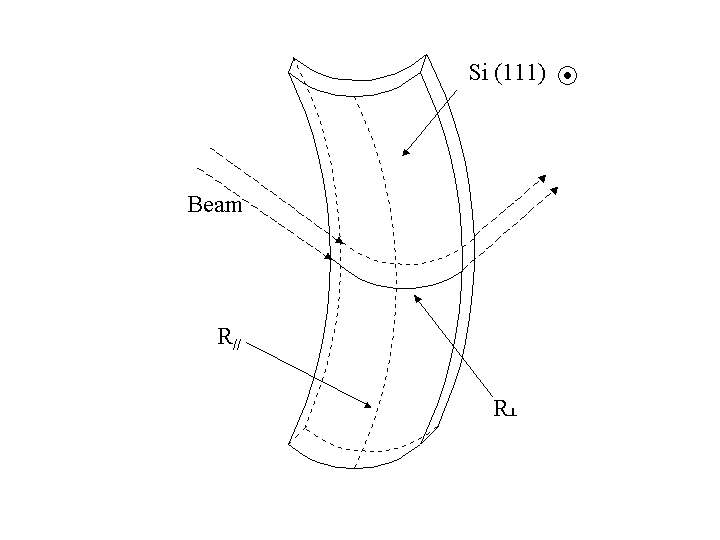 Si (111)
Beam
R//
R⊥